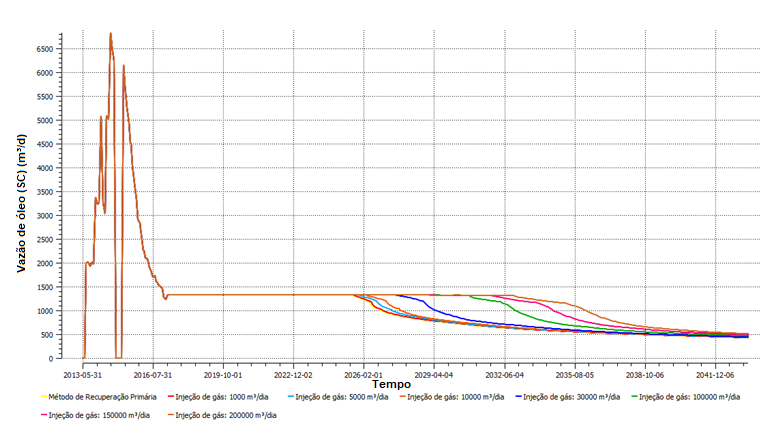 6500
6000
5500
5000
4500
4000
3500
3000
2500
2000
1500
1000
500
0
Vazão de óleo (SC) (m³/d)
2013-05-31 2016-07-31 2019-10-01 2022-12-02 2026-02-01 2029-04-04 2032-06-04 2035-08-05 2038-10-06 2041-12-06
Tempo
Método de Recuperação Primária Injeção de gás: 1000 m³/dia Injeção de gás: 5000 m³/dia Injeção de gás: 10000 m³/dia Injeção de gás: 30000 m³/dia Injeção de gás: 100000 m³/dia
Injeção de gás: 150000 m³/dia Injeção de gás: 200000 m³/dia